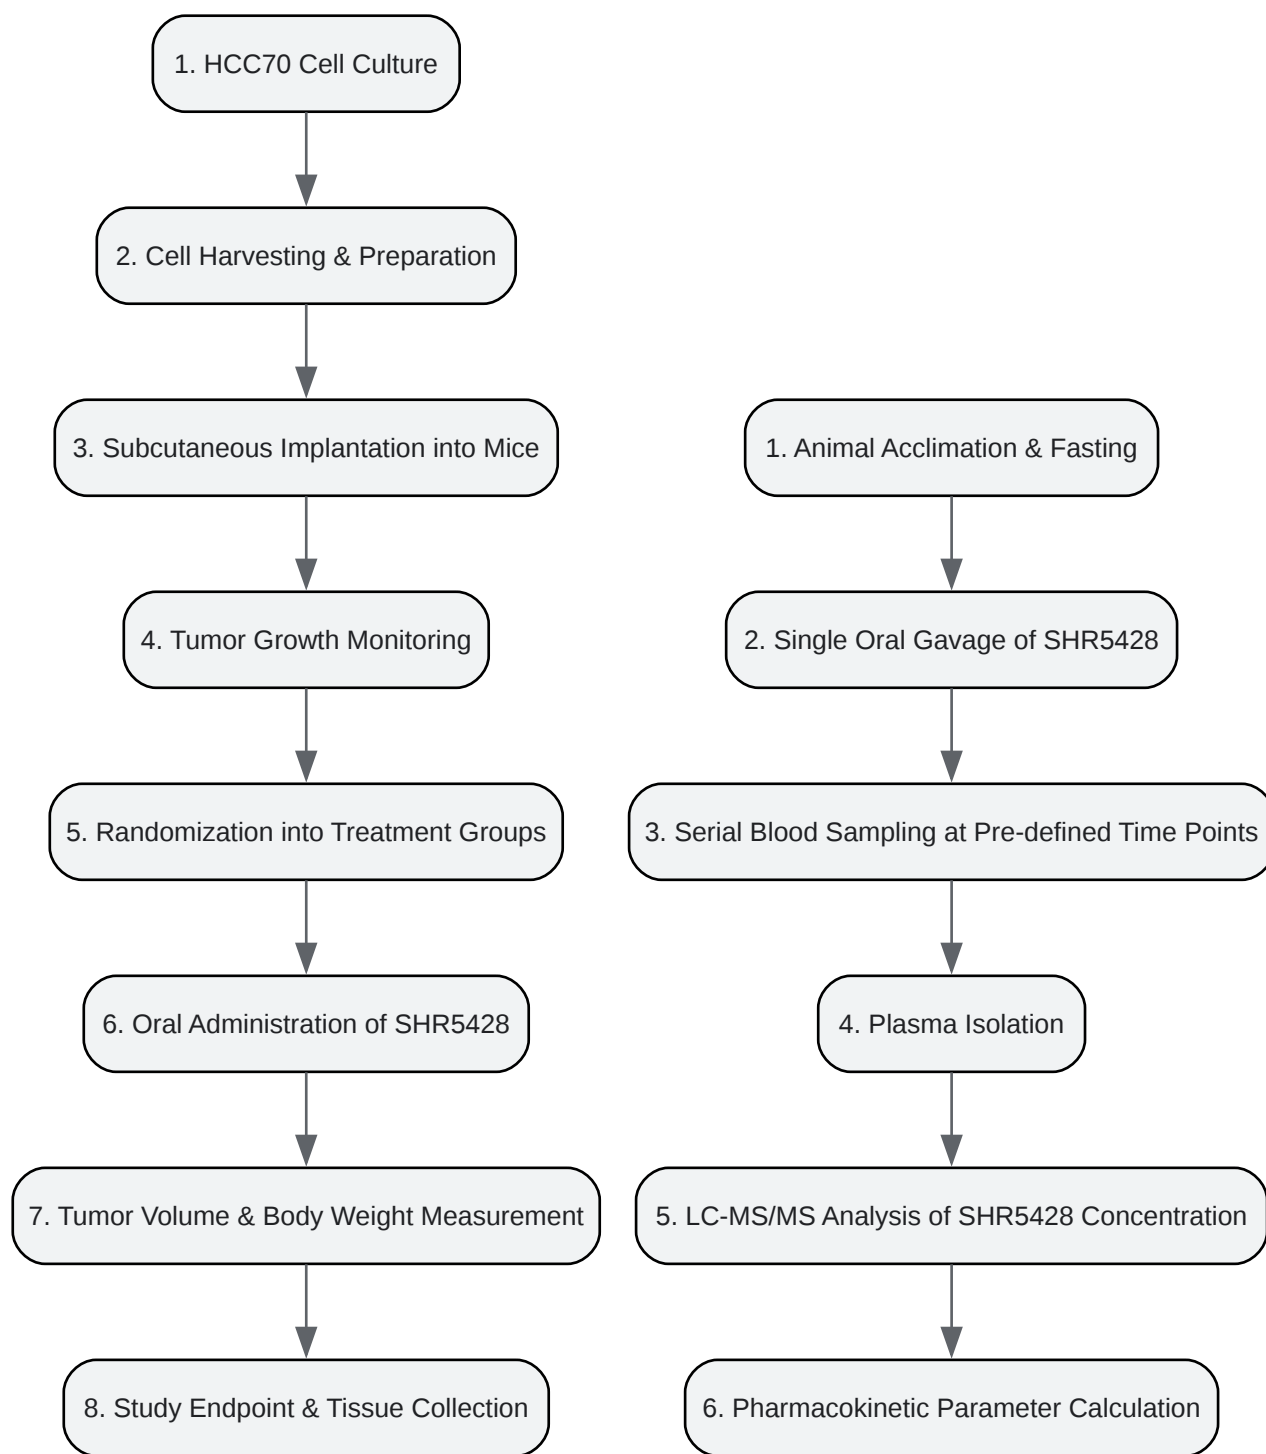 1. HCC70 Cell Culture
2. Cell Harvesting & Preparation
3. Subcutaneous Implantation into Mice
4. Tumor Growth Monitoring
5. Randomization into Treatment Groups
6. Oral Administration of SHR5428
7. Tumor Volume & Body Weight Measurement
8. Study Endpoint & Tissue Collection
1. Animal Acclimation & Fasting
2. Single Oral Gavage of SHR5428
3. Serial Blood Sampling at Pre-defined Time Points
4. Plasma Isolation
5. LC-MS/MS Analysis of SHR5428 Concentration
6. Pharmacokinetic Parameter Calculation